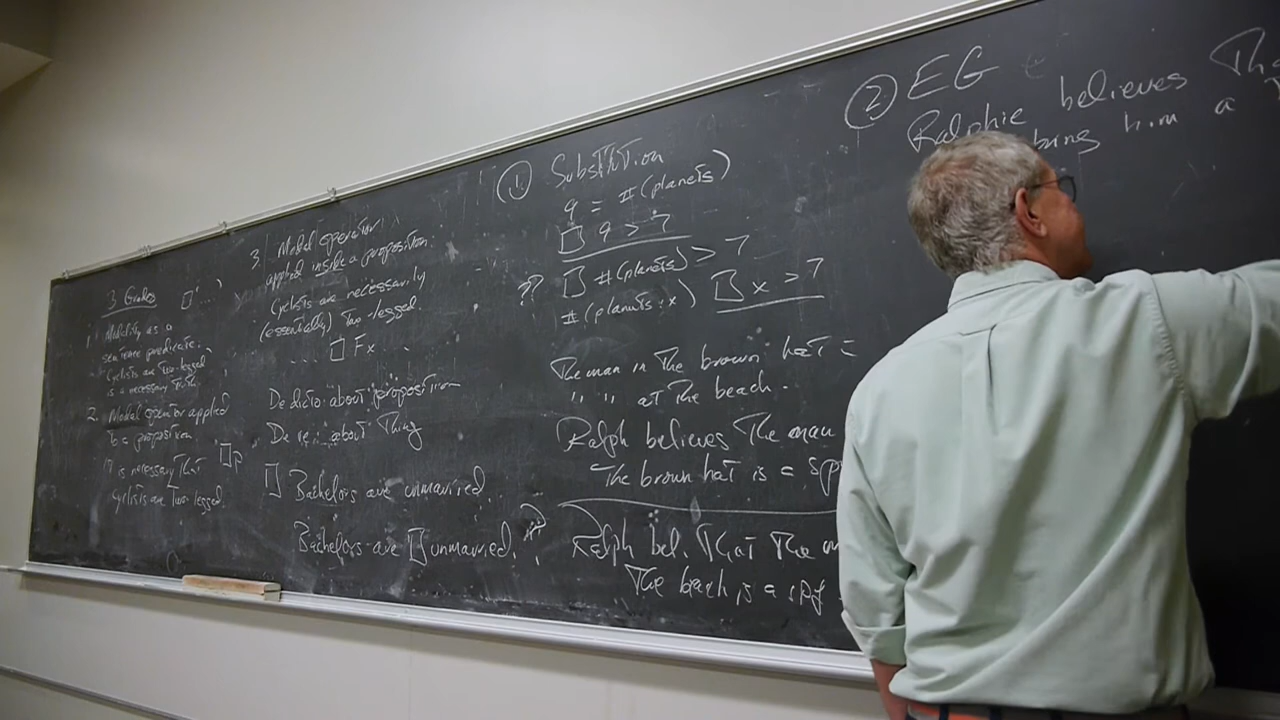 3 Grades □ '...'
1. Modality as a
sentence predicate:
'Cyclists are two-legged'
is a necessary truth
2. Modal operator applied
to a proposition □p
It is necessary that
cyclists are two-legged.
3. Modal operator
applied inside a proposition.
Cyclists are necessarily
(essentially) two-legged.
□ Fx
De dicto: about proposition
De re: about thing
□ Bachelors are unmarried.
Bachelors are □ unmarried. ??
① Substitution
9 = #(planets)
□ 9 > 7
?? □ #(planets) > 7
#(planets : x) □ x > 7
The man in the brown hat =
" " " at the beach.
Ralph believes the man
the brown hat is a spy
Ralph bel. that the
the beach is a spy
② EG
Ralphie believes
bring him a